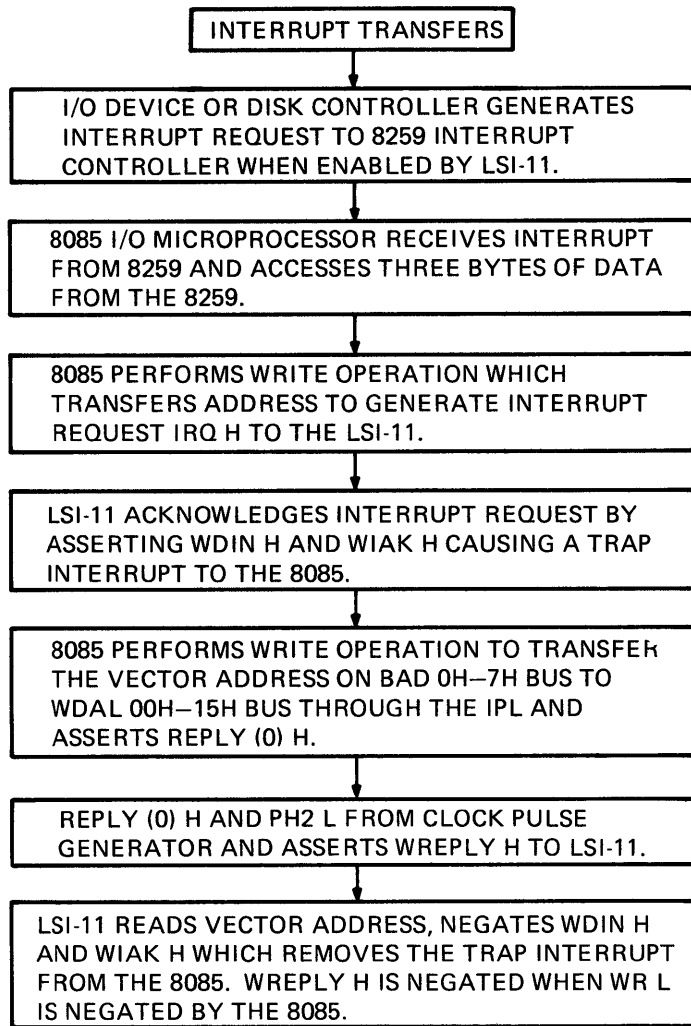 INTERRUPT TRANSFERS
I/O DEVICE OR DISK CONTROLLER GENERATES
INTERRUPT REQUEST TO 8259 INTERRUPT
CONTROLLER WHEN ENABLED BY LSI-11.
8085 I/O MICROPROCESSOR RECEIVES INTERRUPT
FROM 8259 AND ACCESSES THREE BYTES OF DATA
FROM THE 8259.
8085 PERFORMS WRITE OPERATION WHICH
TRANSFERS ADDRESS TO GENERATE INTERRUPT
REQUEST IRQ H TO THE LSI-11.
LSI-11 ACKNOWLEDGES INTERRUPT REQUEST BY
ASSERTING WDIN H AND WIAK H CAUSING A TRAP
INTERRUPT TO THE 8085.
8085 PERFORMS WRITE OPERATION TO TRANSFER
THE VECTOR ADDRESS ON BAD 0H–7H BUS TO
WDAL 00H–15H BUS THROUGH THE IPL AND
ASSERTS REPLY (0) H.
REPLY (0) H AND PH2 L FROM CLOCK PULSE
GENERATOR AND ASSERTS WREPLY H TO LSI-11.
LSI-11 READS VECTOR ADDRESS, NEGATES WDIN H
AND WIAK H WHICH REMOVES THE TRAP INTERRUPT
FROM THE 8085. WREPLY H IS NEGATED WHEN WR L
IS NEGATED BY THE 8085.